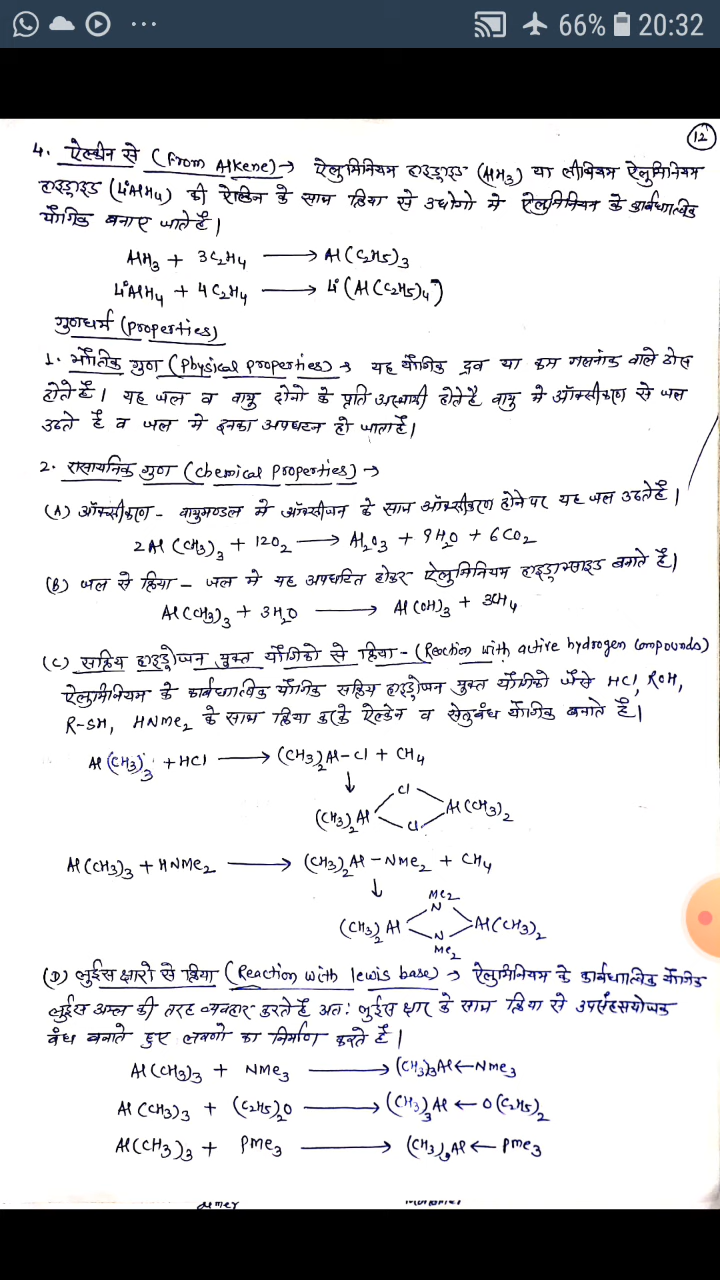 66% 20:32
12
4. ऐल्कीन से (From Alkene) → ऐलुमिनियम हाइड्राइड (AlH3) या लीथियम ऐलुमिनियम
हाइड्राइड (LiAlH4) की ऐल्कीन के साथ क्रिया से उद्योगो मे ऐलुमिनियम के कार्बधात्विक
यौगिक बनाए जाते है।
AlH3 + 3C2H4 ⟶ Al(C2H5)3
LiAlH4 + 4C2H4 ⟶ Li(Al(C2H5)4)
गुणधर्म (Properties)
1. भौतिक गुण (Physical properties) → यह यौगिक द्रव या कम गलनांक वाले ठोस
होते है। यह जल व वायु दोनो के प्रति अस्थायी होते है वायु मे ऑक्सीकरण से जल
उठते है व जल मे इनका अपघटन हो जाता है।
2. रासायनिक गुण (Chemical Properties) →
(A) ऑक्सीकरण - वायुमण्डल मे ऑक्सीजन के साथ ऑक्सीकरण होने पर यह जल उठते है।
2Al(CH3)3 + 12O2 ⟶ Al2O3 + 9H2O + 6CO2
(B) जल से क्रिया - जल मे यह अपघटित होकर ऐलुमिनियम हाइड्राक्साइड बनाते है।
Al(CH3)3 + 3H2O ⟶ Al(OH)3 + 3CH4
(C) सक्रिय हाइड्रोजन युक्त यौगिको से क्रिया - (Reaction with active hydrogen compounds)
ऐलुमिनियम के कार्बधात्विक यौगिक सक्रिय हाइड्रोजन युक्त यौगिको जैसे HCl, ROH,
R-SH, HNMe2 के साथ क्रिया करके ऐल्केन व सेतुबंध यौगिक बनाते है।
Al(CH3)3 + HCl ⟶ (CH3)2Al-Cl + CH4
↓
Cl
(CH3)2Al Al(CH3)2
Cl
Al(CH3)3 + HNMe2 ⟶ (CH3)2Al-NMe2 + CH4
↓
Me2
N
(CH3)2Al Al(CH3)2
N
Me2
(D) लुईस क्षारो से क्रिया (Reaction with lewis base) → ऐलुमिनियम के कार्बधात्विक यौगिक
लुईस अम्ल की तरह व्यवहार करते है अतः लुईस क्षार के साथ क्रिया से उपसहसंयोजक
बंध बनाते हुए लवणो का निर्माण करते है।
Al(CH3)3 + NMe3 ⟶ (CH3)3Al←NMe3
Al(CH3)3 + (C2H5)2O ⟶ (CH3)3Al ← O(C2H5)2
Al(CH3)3 + PMe3 ⟶ (CH3)3Al ← PMe3